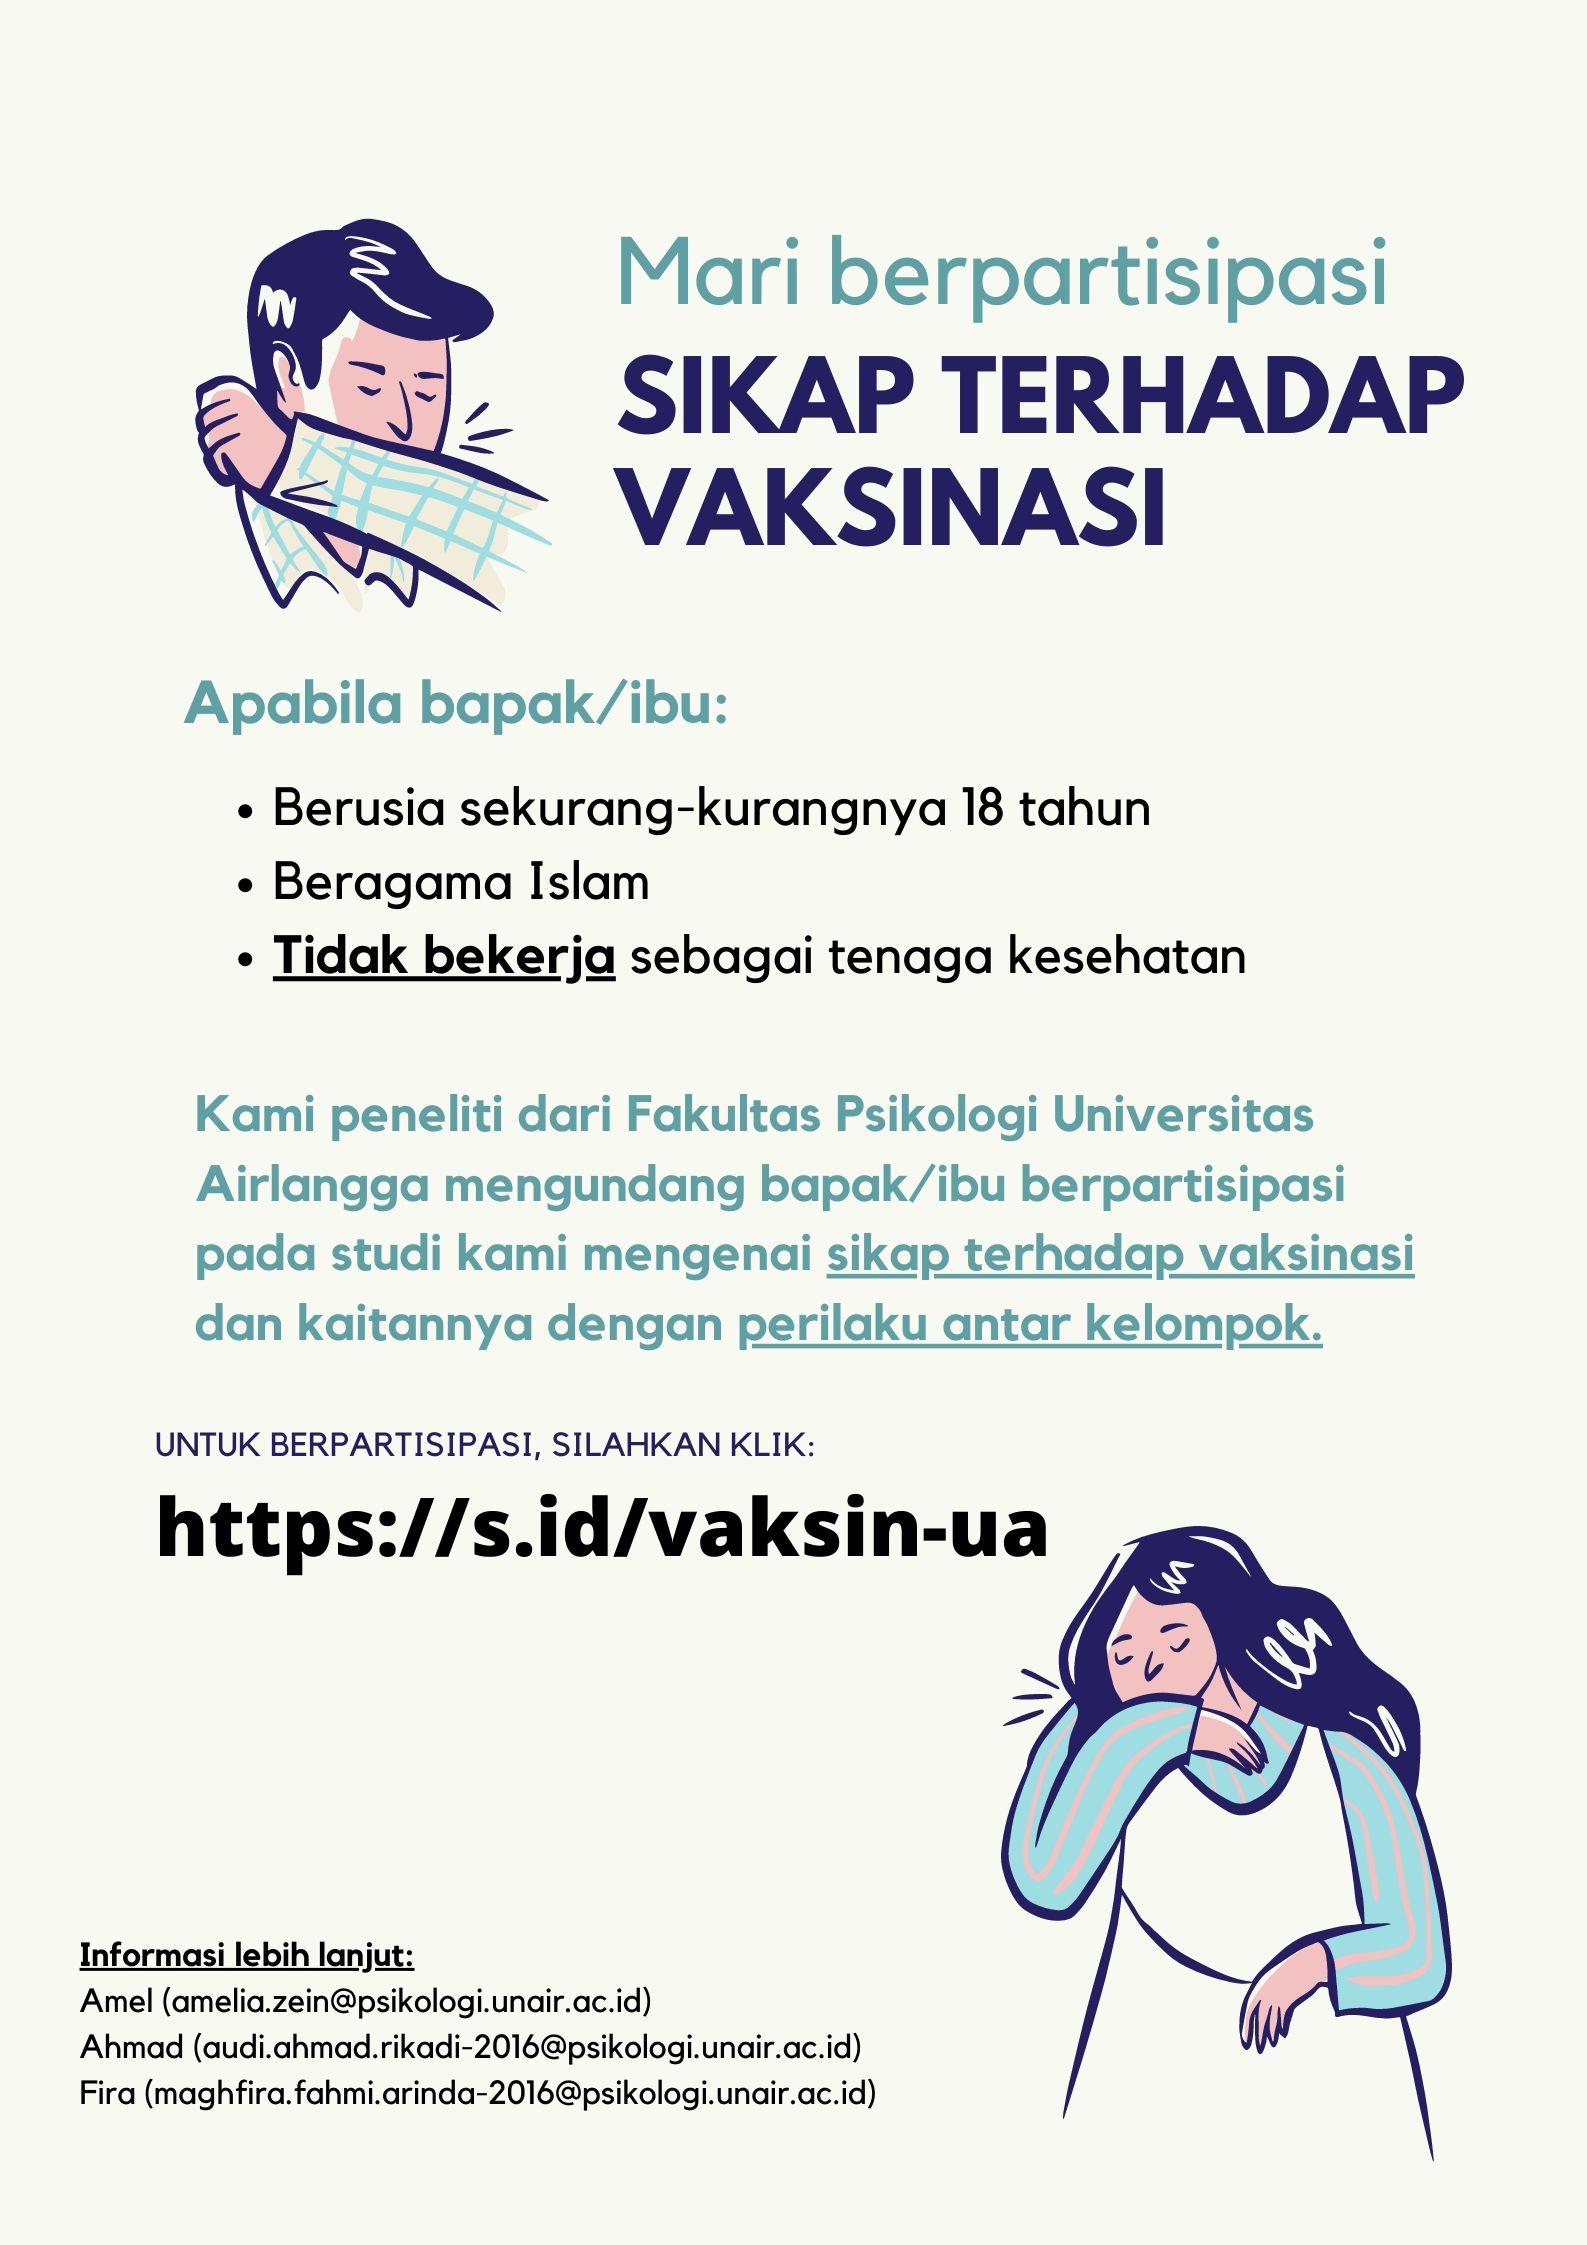 Mari berpartisipasi
SIKAP TERHADAP
VAKSINASI
Apabila bapak/ibu:
• Berusia sekurang-kurangnya 18 tahun
• Beragama Islam
• Tidak bekerja sebagai tenaga kesehatan
Kami peneliti dari Fakultas Psikologi Universitas
Airlangga mengundang bapak/ibu berpartisipasi
pada studi kami mengenai sikap terhadap vaksinasi
dan kaitannya dengan perilaku antar kelompok.
UNTUK BERPARTISIPASI, SILAHKAN KLIK:
https://s.id/vaksin-ua
Informasi lebih lanjut:
Amel (amelia.zein@psikologi.unair.ac.id)
Ahmad (audi.ahmad.rikadi-2016@psikologi.unair.ac.id)
Fira (maghfira.fahmi.arinda-2016@psikologi.unair.ac.id)